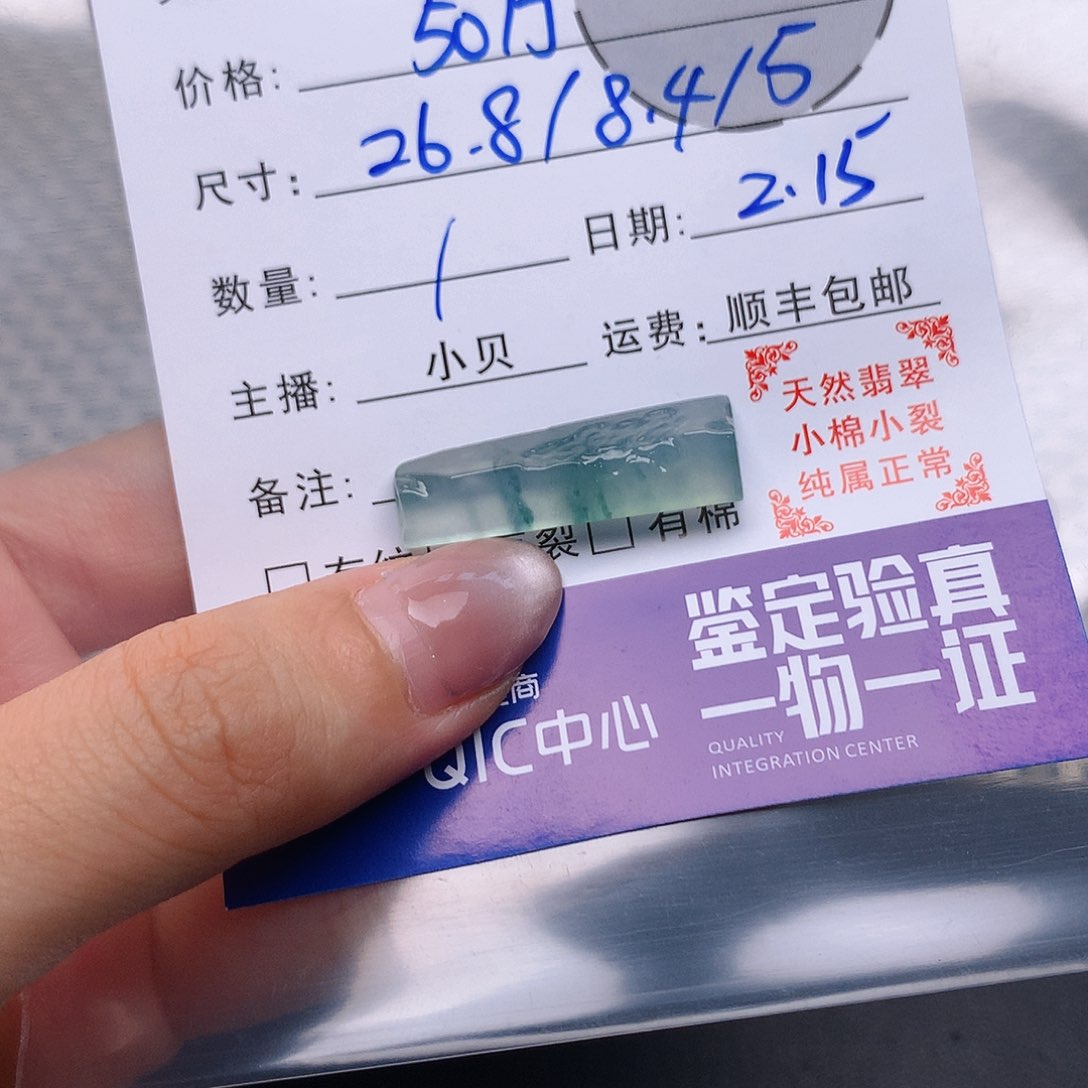 价格: 50
尺寸: 26.8/8.4/5
数量: 1 日期: 2.15
主播: 小贝 运费: 顺丰包邮
天然翡翠
小棉小裂
纯属正常
备注:
裂 □ 有棉
商
QIC中心
鉴定验真
一物一证
QUALITY
INTEGRATION CENTER